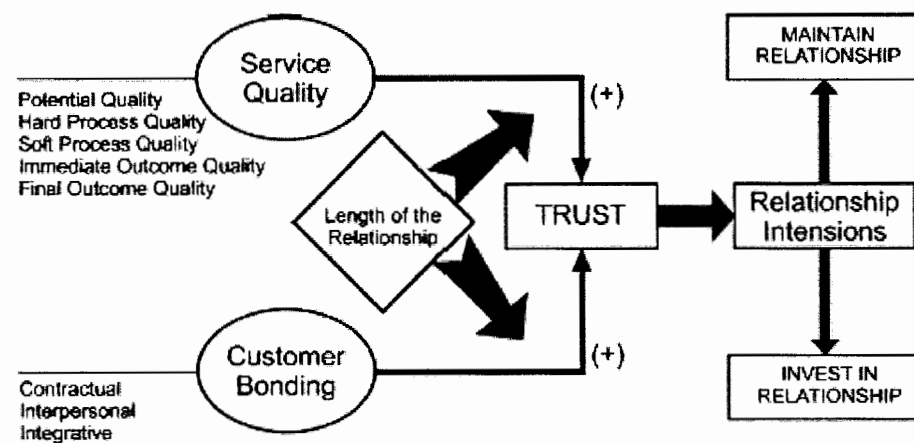 Service
Quality
Potential Quality
Hard Process Quality
Soft Process Quality
Immediate Outcome Quality
Final Outcome Quality
(+)
Length of the
Relationship
TRUST
Relationship
Intensions
MAINTAIN
RELATIONSHIP
INVEST IN
RELATIONSHIP
(+)
Customer
Bonding
Contractual
Interpersonal
Integrative